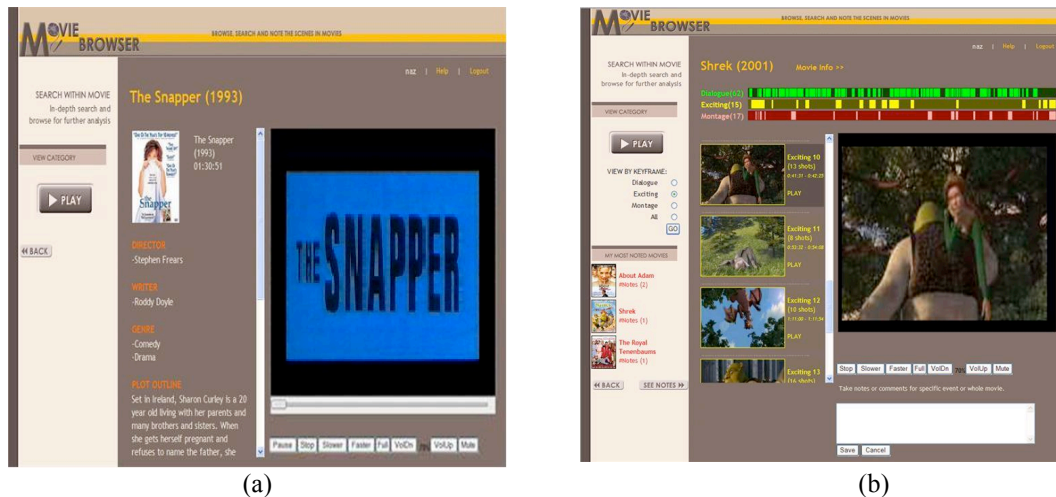 MOVIE
BROWSER
BROWSE, SEARCH AND NOTE THE SCENES IN MOVIES
naz | Help | Logout
SEARCH WITHIN MOVIE
In-depth search and
browse for further analysis
VIEW CATEGORY
PLAY
BACK
The Snapper (1993)
The Snapper
(1993)
01:30:51
DIRECTOR
-Stephen Frears
WRITER
-Roddy Doyle
GENRE
-Comedy
-Drama
PLOT OUTLINE
Set in Ireland, Sharon Curley is a 20
year old living with her parents and
many brothers and sisters. When
she gets herself pregnant and
refuses to name the father, she
THE SNAPPER
Pause Stop Slower Faster Full VolDn 70% VolUp Mute
(a)
MOVIE
BROWSER
BROWSE, SEARCH AND NOTE THE SCENES IN MOVIES
naz | Help | Logout
SEARCH WITHIN MOVIE
In-depth search and
browse for further analysis
VIEW CATEGORY
PLAY
VIEW BY KEYFRAME:
Dialogue
Exciting
Montage
All
GO
MY MOST NOTED MOVIES
About Adam
#Notes (2)
Shrek
#Notes (1)
The Royal
Tenenbaums
#Notes (1)
BACK SEE NOTES
Shrek (2001) Movie Info >>
Dialogue(62)
Exciting(15)
Montage(17)
Exciting 10
(13 shots)
PLAY
Exciting 11
(8 shots)
PLAY
Exciting 12
(10 shots)
PLAY
Exciting 13
(16 shots)
Stop Slower Faster Full VolDn 70% VolUp Mute
Take notes or comments for specific event or whole movie.
Save Cancel
(b)